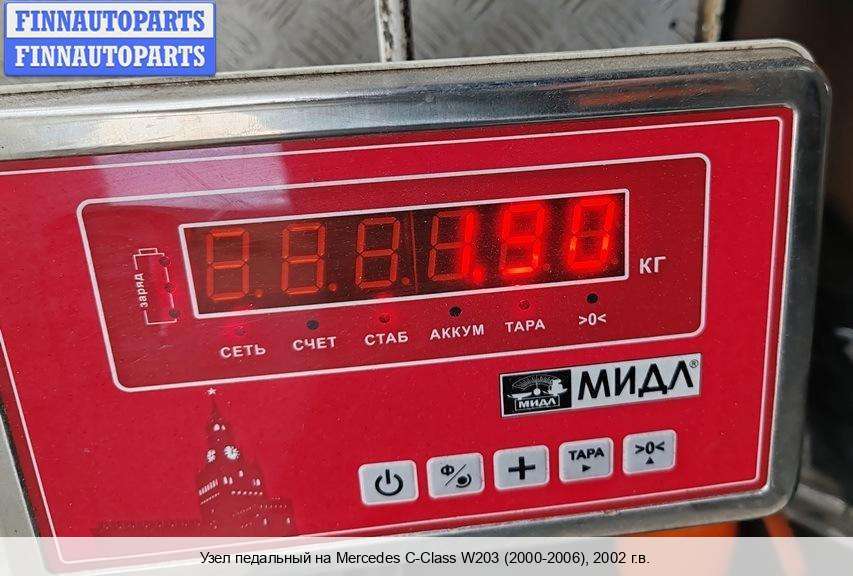 FINNAUTOPARTS
FINNAUTOPARTS
1.90
КГ
заряд
СЕТЬ СЧЕТ СТАБ АККУМ ТАРА >0<
МИДЛ МИДЛ®
Ф/ + ТАРА >0<
Узел педальный на Mercedes C-Class W203 (2000-2006), 2002 г.в.